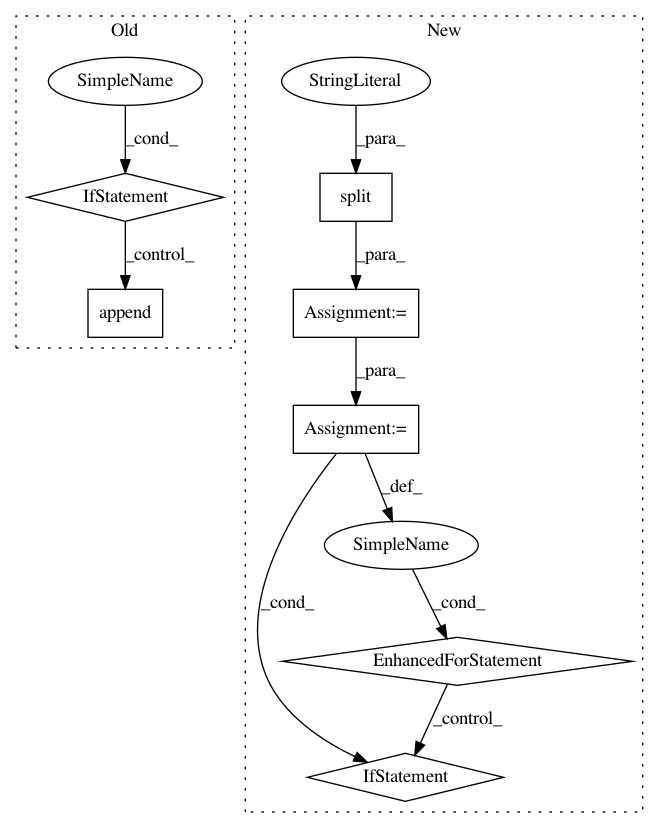 Old
SimpleName
_cond_
IfStatement
_control_
append
New
StringLiteral
_para_
split
_para_
Assignment:=
_para_
Assignment:=
_def_
SimpleName
_cond_
_cond_
EnhancedForStatement
_control_
IfStatement